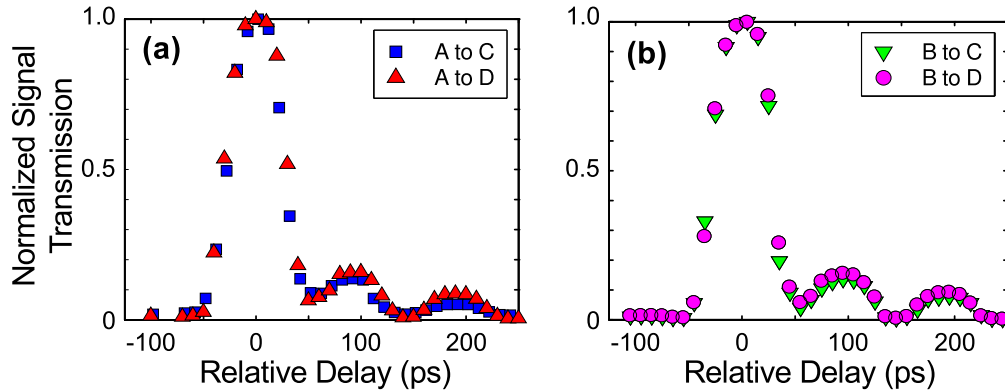 Normalized Signal
Transmission
(a)
A to C
A to D
1.0
0.5
0
-100
0
100
200
Relative Delay (ps)
(b)
B to C
B to D
1.0
0.5
0
-100
0
100
200
Relative Delay (ps)